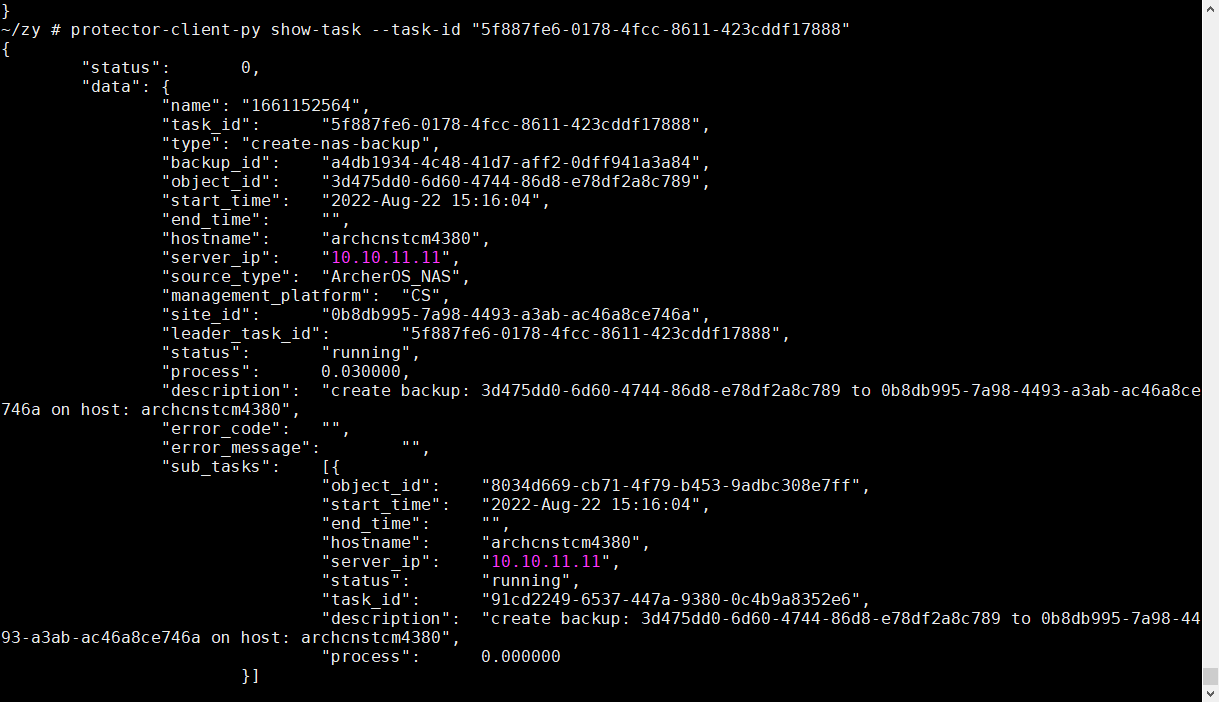 }
~/zy # protector-client-py show-task --task-id "5f887fe6-0178-4fcc-8611-423cddf17888"
{
        "status":       0,
        "data": {
                "name": "1661152564",
                "task_id":      "5f887fe6-0178-4fcc-8611-423cddf17888",
                "type": "create-nas-backup",
                "backup_id":    "a4db1934-4c48-41d7-aff2-0dff941a3a84",
                "object_id":    "3d475dd0-6d60-4744-86d8-e78df2a8c789",
                "start_time":   "2022-Aug-22 15:16:04",
                "end_time":     "",
                "hostname":     "archcnstcm4380",
                "server_ip":    "10.10.11.11",
                "source_type":  "ArcherOS_NAS",
                "management_platform":  "CS",
                "site_id":      "0b8db995-7a98-4493-a3ab-ac46a8ce746a",
                "leader_task_id":       "5f887fe6-0178-4fcc-8611-423cddf17888",
                "status":       "running",
                "process":      0.030000,
                "description":  "create backup: 3d475dd0-6d60-4744-86d8-e78df2a8c789 to 0b8db995-7a98-4493-a3ab-ac46a8ce
746a on host: archcnstcm4380",
                "error_code":   "",
                "error_message":        "",
                "sub_tasks":    [{
                                "object_id":    "8034d669-cb71-4f79-b453-9adbc308e7ff",
                                "start_time":   "2022-Aug-22 15:16:04",
                                "end_time":     "",
                                "hostname":     "archcnstcm4380",
                                "server_ip":    "10.10.11.11",
                                "status":       "running",
                                "task_id":      "91cd2249-6537-447a-9380-0c4b9a8352e6",
                                "description":  "create backup: 3d475dd0-6d60-4744-86d8-e78df2a8c789 to 0b8db995-7a98-44
93-a3ab-ac46a8ce746a on host: archcnstcm4380",
                                "process":      0.000000
                        }]